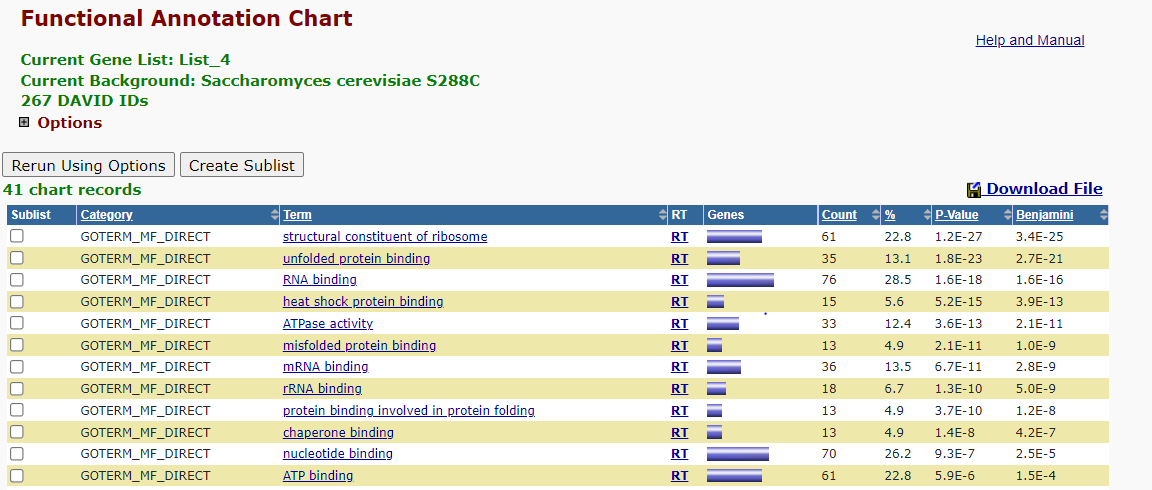 Functional Annotation Chart
Help and Manual
Current Gene List: List_4
Current Background: Saccharomyces cerevisiae S288C
267 DAVID IDs
Options
Rerun Using Options Create Sublist
41 chart records Download File
Sublist Category Term RT Genes Count % P-Value Benjamini
GOTERM_MF_DIRECT structural constituent of ribosome RT 61 22.8 1.2E-27 3.4E-25
GOTERM_MF_DIRECT unfolded protein binding RT 35 13.1 1.8E-23 2.7E-21
GOTERM_MF_DIRECT RNA binding RT 76 28.5 1.6E-18 1.6E-16
GOTERM_MF_DIRECT heat shock protein binding RT 15 5.6 5.2E-15 3.9E-13
GOTERM_MF_DIRECT ATPase activity RT 33 12.4 3.6E-13 2.1E-11
GOTERM_MF_DIRECT misfolded protein binding RT 13 4.9 2.1E-11 1.0E-9
GOTERM_MF_DIRECT mRNA binding RT 36 13.5 6.7E-11 2.8E-9
GOTERM_MF_DIRECT rRNA binding RT 18 6.7 1.3E-10 5.0E-9
GOTERM_MF_DIRECT protein binding involved in protein folding RT 13 4.9 3.7E-10 1.2E-8
GOTERM_MF_DIRECT chaperone binding RT 13 4.9 1.4E-8 4.2E-7
GOTERM_MF_DIRECT nucleotide binding RT 70 26.2 9.3E-7 2.5E-5
GOTERM_MF_DIRECT ATP binding RT 61 22.8 5.9E-6 1.5E-4